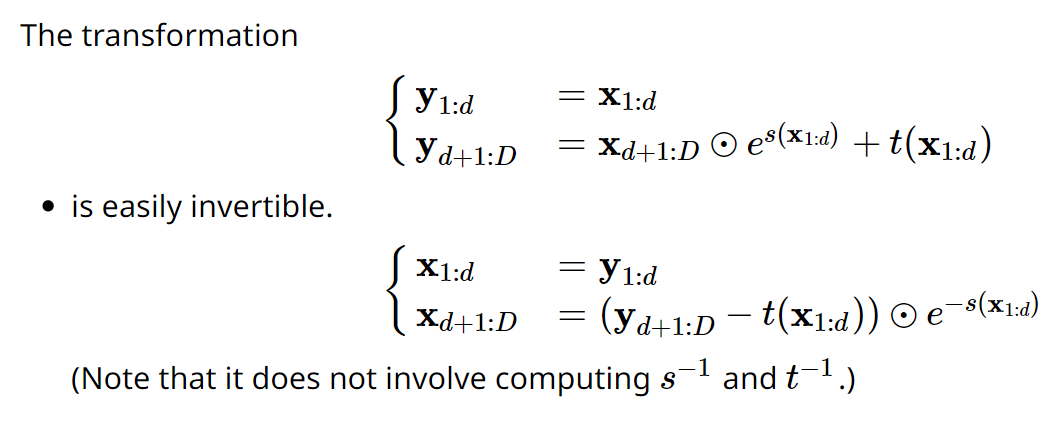 The transformation
{ y_{1:d} = x_{1:d}
y_{d+1:D} = x_{d+1:D} ⊙ e^{s(x_{1:d})} + t(x_{1:d})
• is easily invertible.
{ x_{1:d} = y_{1:d}
x_{d+1:D} = (y_{d+1:D} − t(x_{1:d})) ⊙ e^{−s(x_{1:d})}
(Note that it does not involve computing s^{−1} and t^{−1}.)